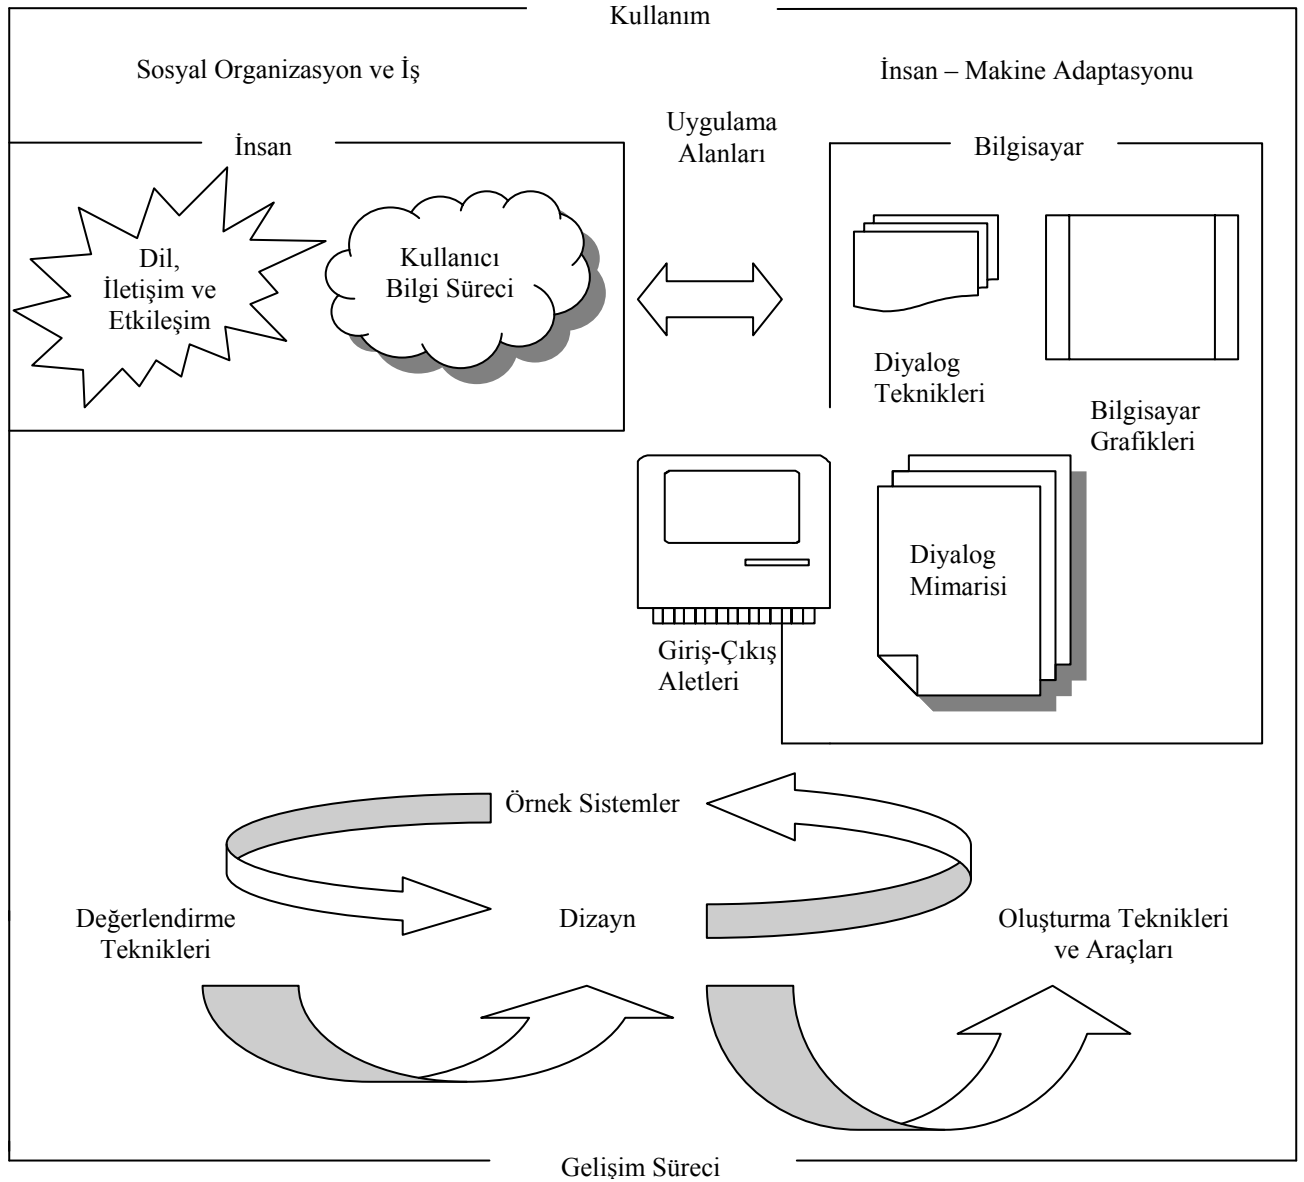 Kullanım
Sosyal Organizasyon ve İş
İnsan – Makine Adaptasyonu
Uygulama
Alanları
İnsan
Bilgisayar
Dil,
İletişim ve
Etkileşim
Kullanıcı
Bilgi Süreci
Diyalog
Teknikleri
Bilgisayar
Grafikleri
Diyalog
Mimarisi
Giriş-Çıkış
Aletleri
Örnek Sistemler
Değerlendirme
Teknikleri
Dizayn
Oluşturma Teknikleri
ve Araçları
Gelişim Süreci